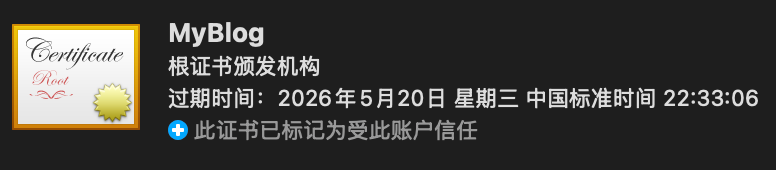 Certificate
Root
MyBlog
根证书颁发机构
过期时间：2026年5月20日 星期三 中国标准时间 22:33:06
此证书已标记为受此账户信任